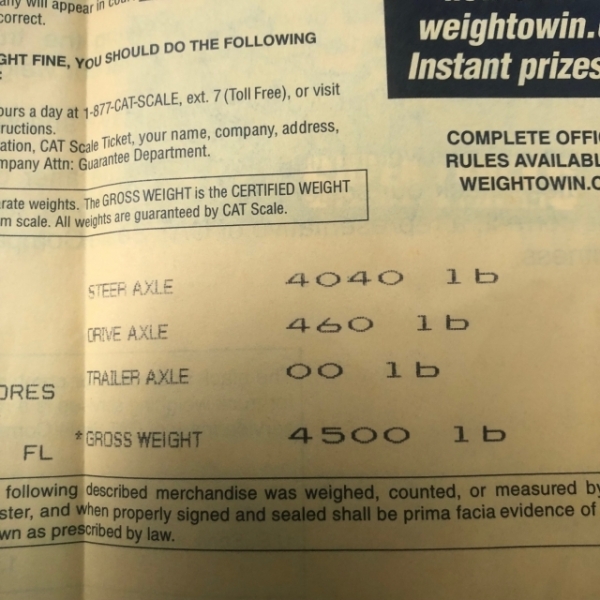 will appear in
correct.
weightowin.
Instant prizes
GHT FINE, YOU SHOULD DO THE FOLLOWING
:
ours a day at 1-877-CAT-SCALE, ext. 7 (Toll Free), or visit
tructions.
ation, CAT Scale Ticket, your name, company, address,
mpany Attn: Guarantee Department.
COMPLETE OFFIC
RULES AVAILABL
WEIGHTOWIN.C
arate weights. The GROSS WEIGHT is the CERTIFIED WEIGHT
m scale. All weights are guaranteed by CAT Scale.
STEER AXLE 4040 lb
DRIVE AXLE 460 lb
TRAILER AXLE 00 lb
ORES
*GROSS WEIGHT 4500 lb
FL
following described merchandise was weighed, counted, or measured by
ster, and when properly signed and sealed shall be prima facia evidence of
wn as prescribed by law.